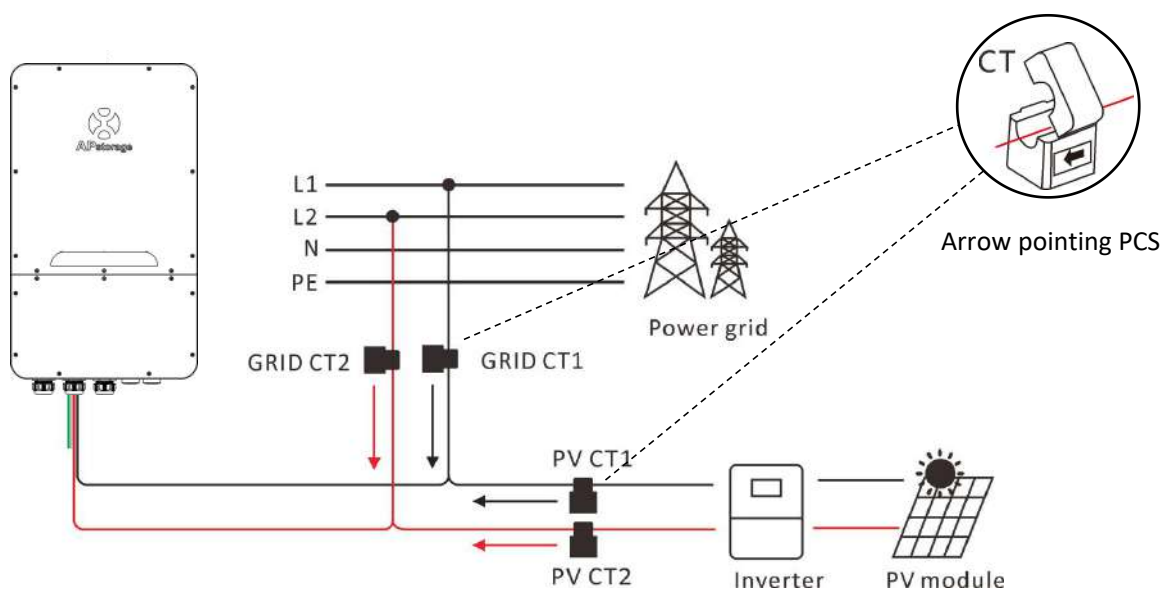 CT
APstorage
L1
L2
N
PE
Arrow pointing PCS
Power grid
GRID CT2
GRID CT1
PV CT1
PV CT2
Inverter
PV module